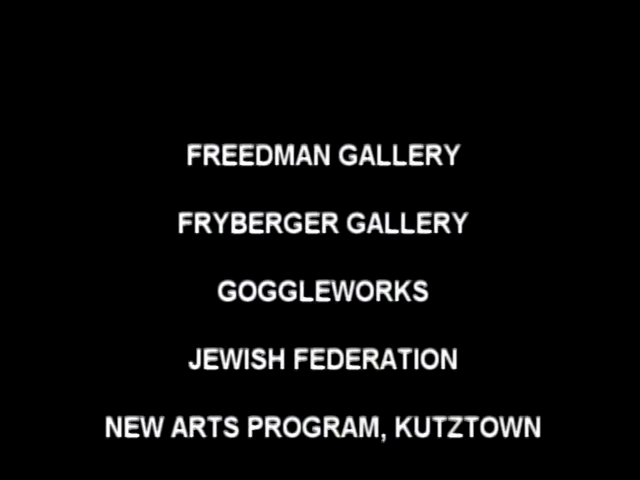 FREEDMAN GALLERY
FRYBERGER GALLERY
GOGGLEWORKS
JEWISH FEDERATION
NEW ARTS PROGRAM, KUTZTOWN